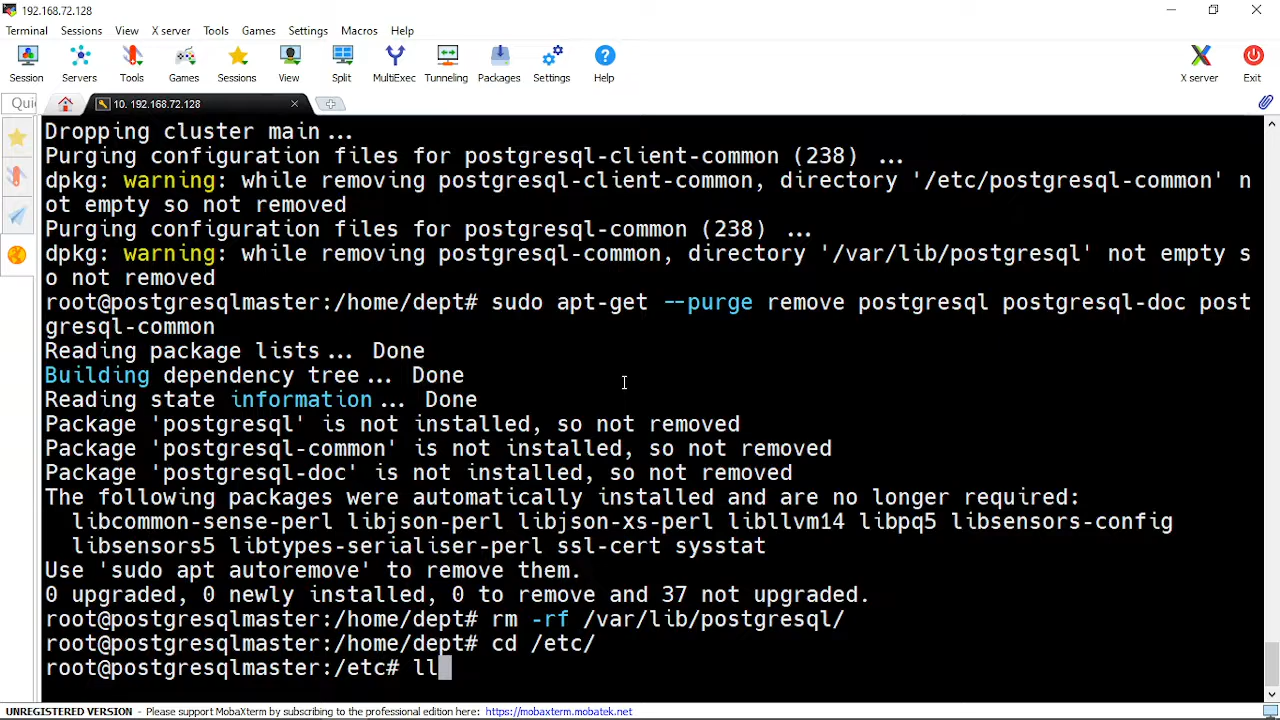 192.168.72.128
Terminal Sessions View X server Tools Games Settings Macros Help
Session Servers Tools Games Sessions View Split MultiExec Tunneling Packages Settings Help X server Exit
Qui 10. 192.168.72.128
Dropping cluster main ...
Purging configuration files for postgresql-client-common (238) ...
dpkg: warning: while removing postgresql-client-common, directory '/etc/postgresql-common' n
ot empty so not removed
Purging configuration files for postgresql-common (238) ...
dpkg: warning: while removing postgresql-common, directory '/var/lib/postgresql' not empty s
o not removed
root@postgresqlmaster:/home/dept# sudo apt-get --purge remove postgresql postgresql-doc post
gresql-common
Reading package lists ... Done
Building dependency tree ... Done
Reading state information ... Done
Package 'postgresql' is not installed, so not removed
Package 'postgresql-common' is not installed, so not removed
Package 'postgresql-doc' is not installed, so not removed
The following packages were automatically installed and are no longer required:
libcommon-sense-perl libjson-perl libjson-xs-perl libllvm14 libpq5 libsensors-config
libsensors5 libtypes-serialiser-perl ssl-cert sysstat
Use 'sudo apt autoremove' to remove them.
0 upgraded, 0 newly installed, 0 to remove and 37 not upgraded.
root@postgresqlmaster:/home/dept# rm -rf /var/lib/postgresql/
root@postgresqlmaster:/home/dept# cd /etc/
root@postgresqlmaster:/etc# ll
UNREGISTERED VERSION - Please support MobaXterm by subscribing to the professional edition here: https://mobaxterm.mobatek.net